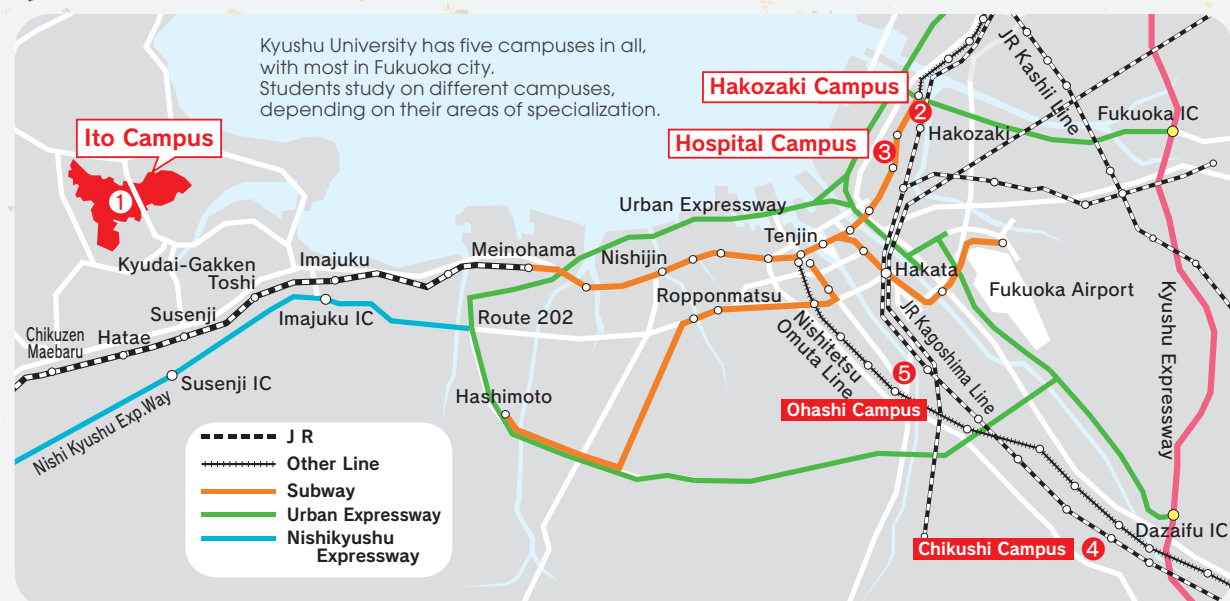 Kyushu University has five campuses in all,
with most in Fukuoka city.
Students study on different campuses,
depending on their areas of specialization.
Hakozaki Campus
2
Hakozaki
JR Kashii Line
Fukuoka IC
Hospital Campus
3
Ito Campus
1
Urban Expressway
Tenjin
Meinohama
Nishijin
Imajuku
Kyudai-Gakken
Toshi
Hakata
Fukuoka Airport
Ropponmatsu
Imajuku IC
Route 202
Susenji
Hatae
Chikuzen
Maebaru
Susenji IC
Nishi Kyushu Exp.Way
Nishitetsu
Omuta Line
JR Kagoshima Line
Kyushu Expressway
5
Ohashi Campus
Hashimoto
J R
Other Line
Subway
Urban Expressway
Nishikyushu
Expressway
Dazaifu IC
Chikushi Campus
4